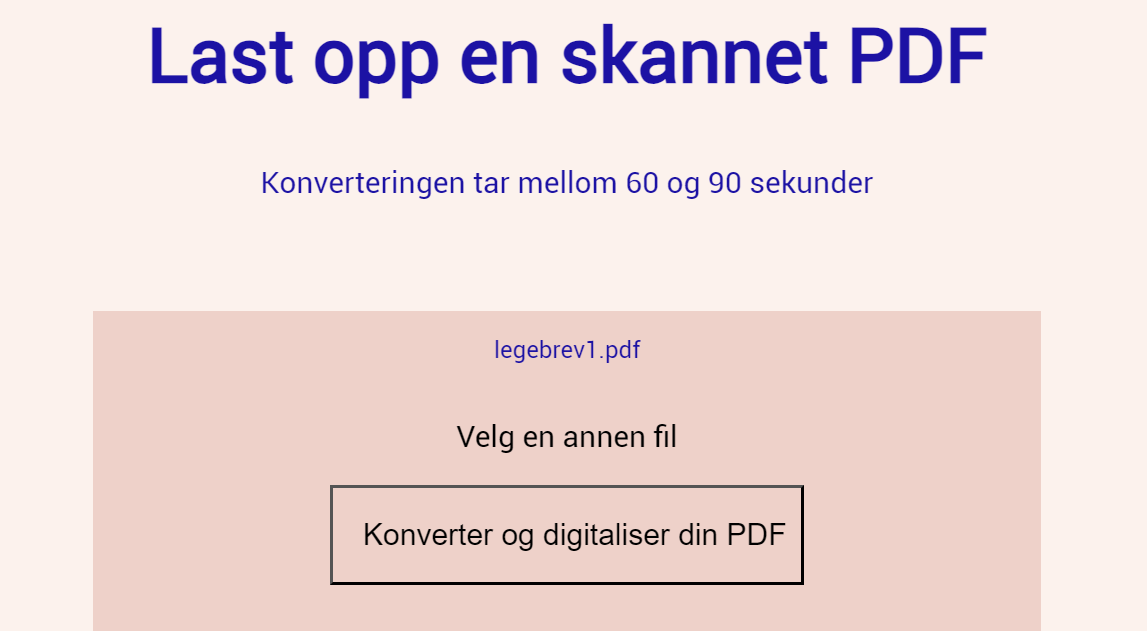 Last opp en skannet PDF
Konverteringen tar mellom 60 og 90 sekunder
legebrev1.pdf
Velg en annen fil
Konverter og digitaliser din PDF